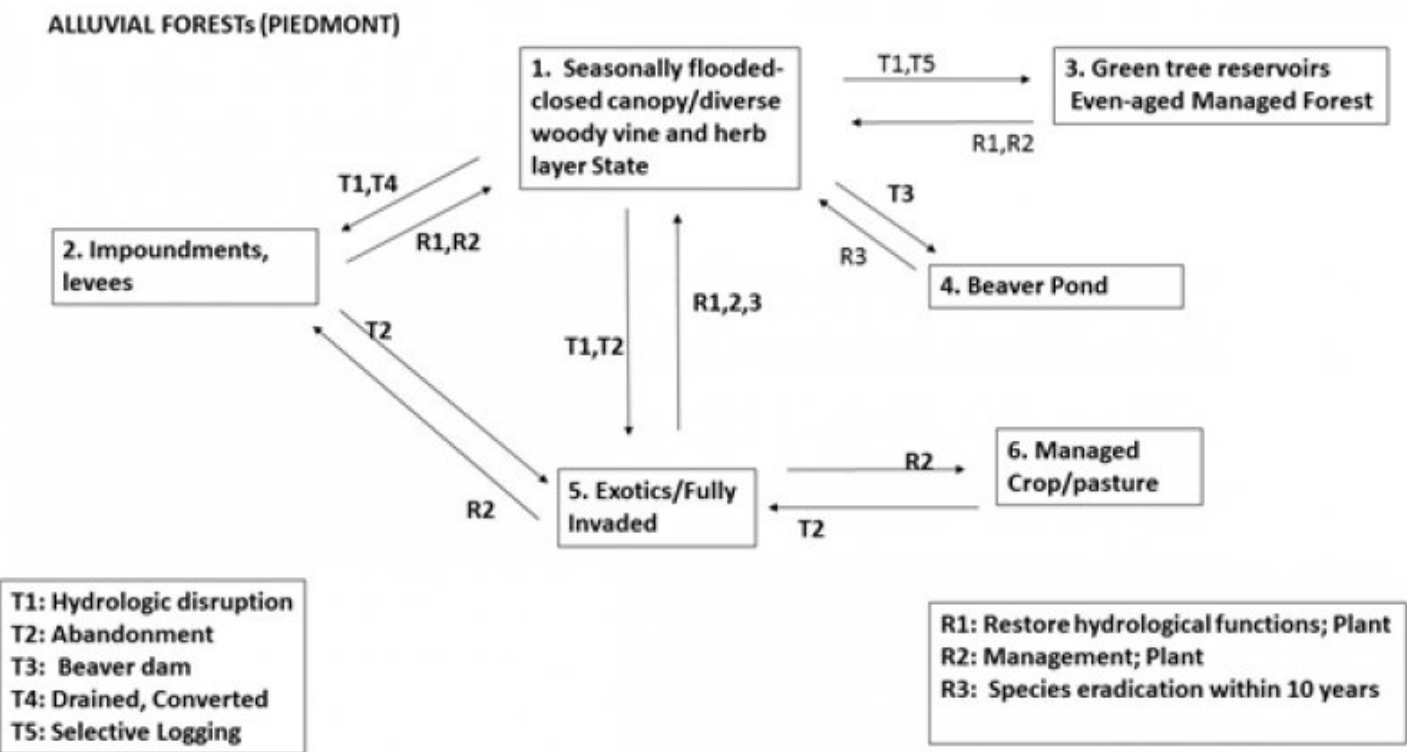 ALLUVIAL FORESTs (PIEDMONT)
1. Seasonally flooded-
closed canopy/diverse
woody vine and herb
layer State
T1,T5
3. Green tree reservoirs
Even-aged Managed Forest
R1,R2
T1,T4
R1,R2
T3
R3
2. Impoundments,
levees
4. Beaver Pond
R1,2,3
T2
T1,T2
R2
5. Exotics/Fully
Invaded
R2
T2
6. Managed
Crop/pasture
T1: Hydrologic disruption
T2: Abandonment
T3: Beaver dam
T4: Drained, Converted
T5: Selective Logging
R1: Restore hydrological functions; Plant
R2: Management; Plant
R3: Species eradication within 10 years